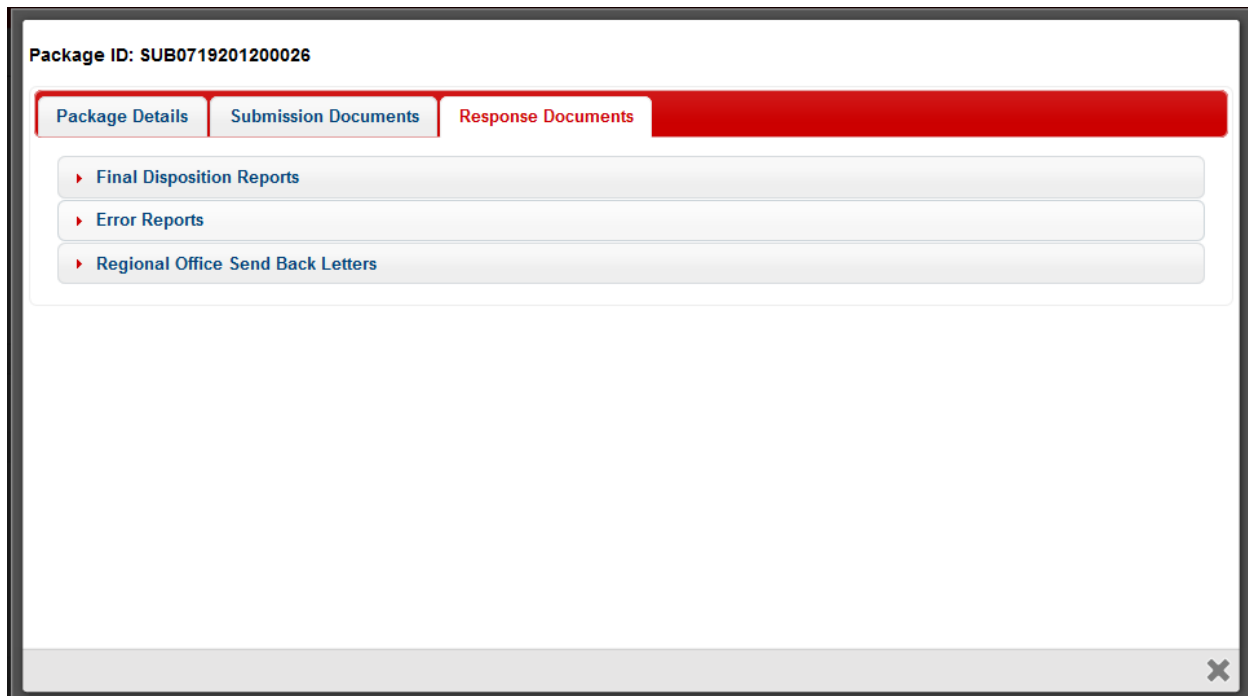 Package ID: SUB0719201200026
Package Details Submission Documents Response Documents
Final Disposition Reports
Error Reports
Regional Office Send Back Letters